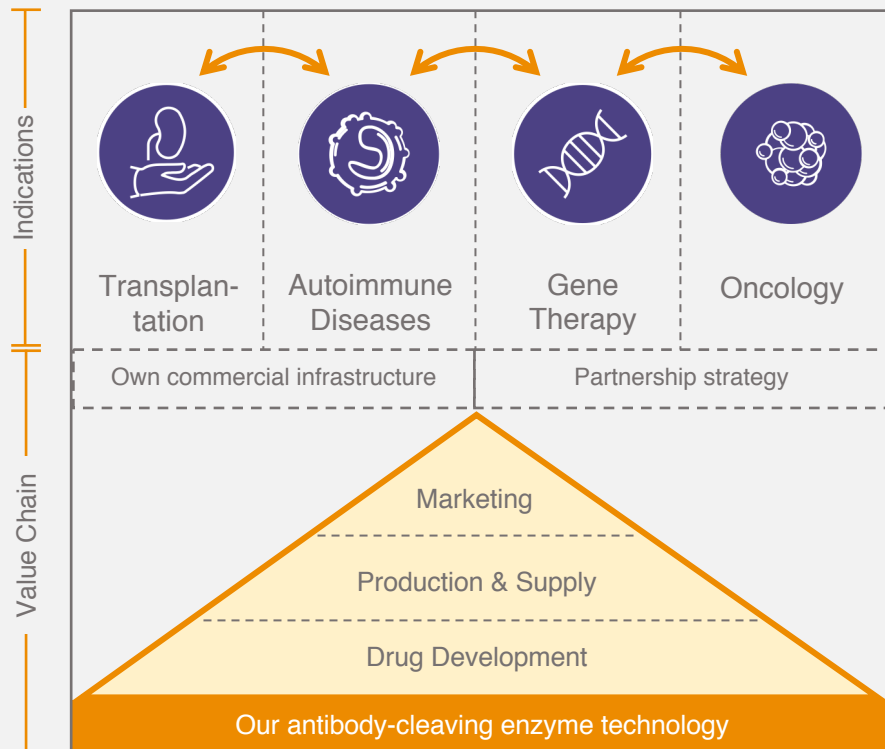 Indications
Transplan-
tation
Autoimmune
Diseases
Gene
Therapy
Oncology
Own commercial infrastructure
Partnership strategy
Value Chain
Marketing
Production & Supply
Drug Development
Our antibody-cleaving enzyme technology